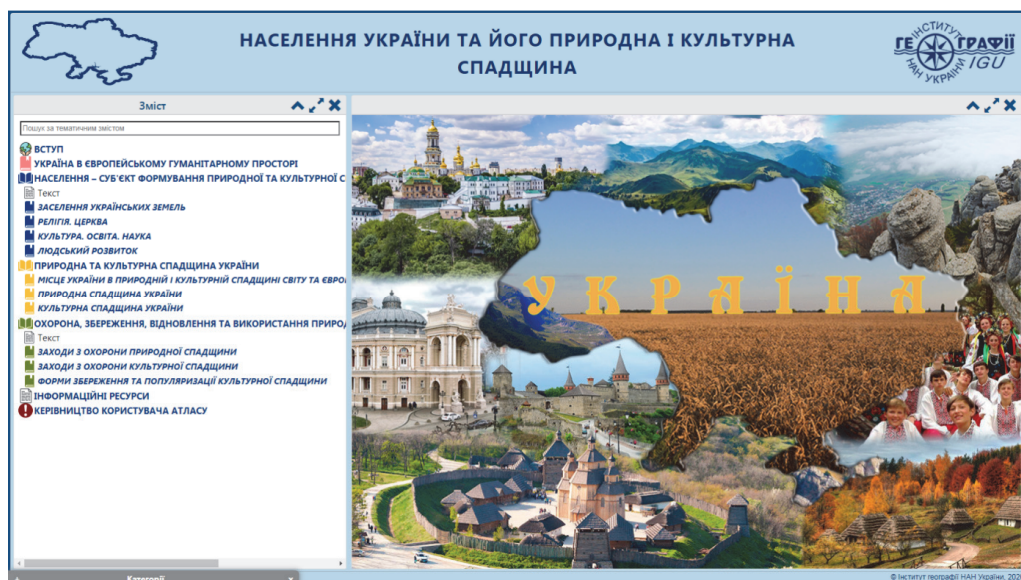 НАСЕЛЕННЯ УКРАЇНИ ТА ЙОГО ПРИРОДНА І КУЛЬТУРНА
СПАДЩИНА
ІНСТИТУТ
ГЕОГРАФІЇ
IGU
НАН УКРАЇНИ
Зміст
Пошук за тематичним змістом
ВСТУП
УКРАЇНА В ЄВРОПЕЙСЬКОМУ ГУМАНІТАРНОМУ ПРОСТОРІ
НАСЕЛЕННЯ – СУБ'ЄКТ ФОРМУВАННЯ ПРИРОДНОЇ ТА КУЛЬТУРНОЇ С
Текст
ЗАСЕЛЕННЯ УКРАЇНСЬКИХ ЗЕМЕЛЬ
РЕЛІГІЯ. ЦЕРКВА
КУЛЬТУРА. ОСВІТА. НАУКА
ЛЮДСЬКИЙ РОЗВИТОК
ПРИРОДНА ТА КУЛЬТУРНА СПАДЩИНА УКРАЇНИ
МІСЦЕ УКРАЇНИ В ПРИРОДНІЙ І КУЛЬТУРНІЙ СПАДЩИНІ СВІТУ ТА ЄВРО
ПРИРОДНА СПАДЩИНА УКРАЇНИ
КУЛЬТУРНА СПАДЩИНА УКРАЇНИ
ОХОРОНА, ЗБЕРЕЖЕННЯ, ВІДНОВЛЕННЯ ТА ВИКОРИСТАННЯ ПРИРОД
Текст
ЗАХОДИ З ОХОРОНИ ПРИРОДНОЇ СПАДЩИНИ
ЗАХОДИ З ОХОРОНИ КУЛЬТУРНОЇ СПАДЩИНИ
ФОРМИ ЗБЕРЕЖЕННЯ ТА ПОПУЛЯРИЗАЦІЇ КУЛЬТУРНОЇ СПАДЩИНИ
ІНФОРМАЦІЙНІ РЕСУРСИ
КЕРІВНИЦТВО КОРИСТУВАЧА АТЛАСУ
УКРАЇНА
Категорії
© Інститут географії НАН України,